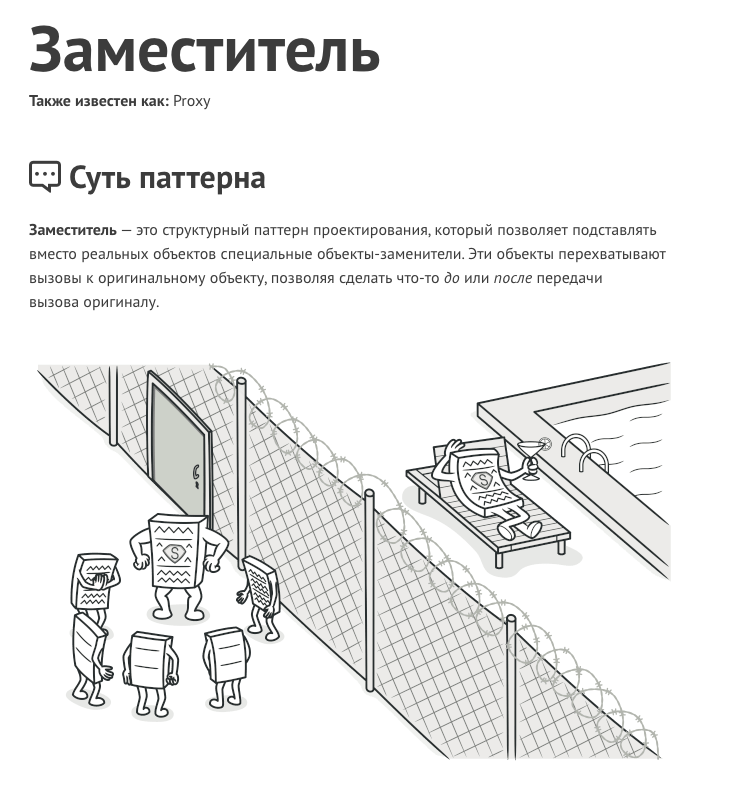 Заместитель
Также известен как: Proxy
Суть паттерна
Заместитель — это структурный паттерн проектирования, который позволяет подставлять
вместо реальных объектов специальные объекты-заменители. Эти объекты перехватывают
вызовы к оригинальному объекту, позволяя сделать что-то до или после передачи
вызова оригиналу.
S
S